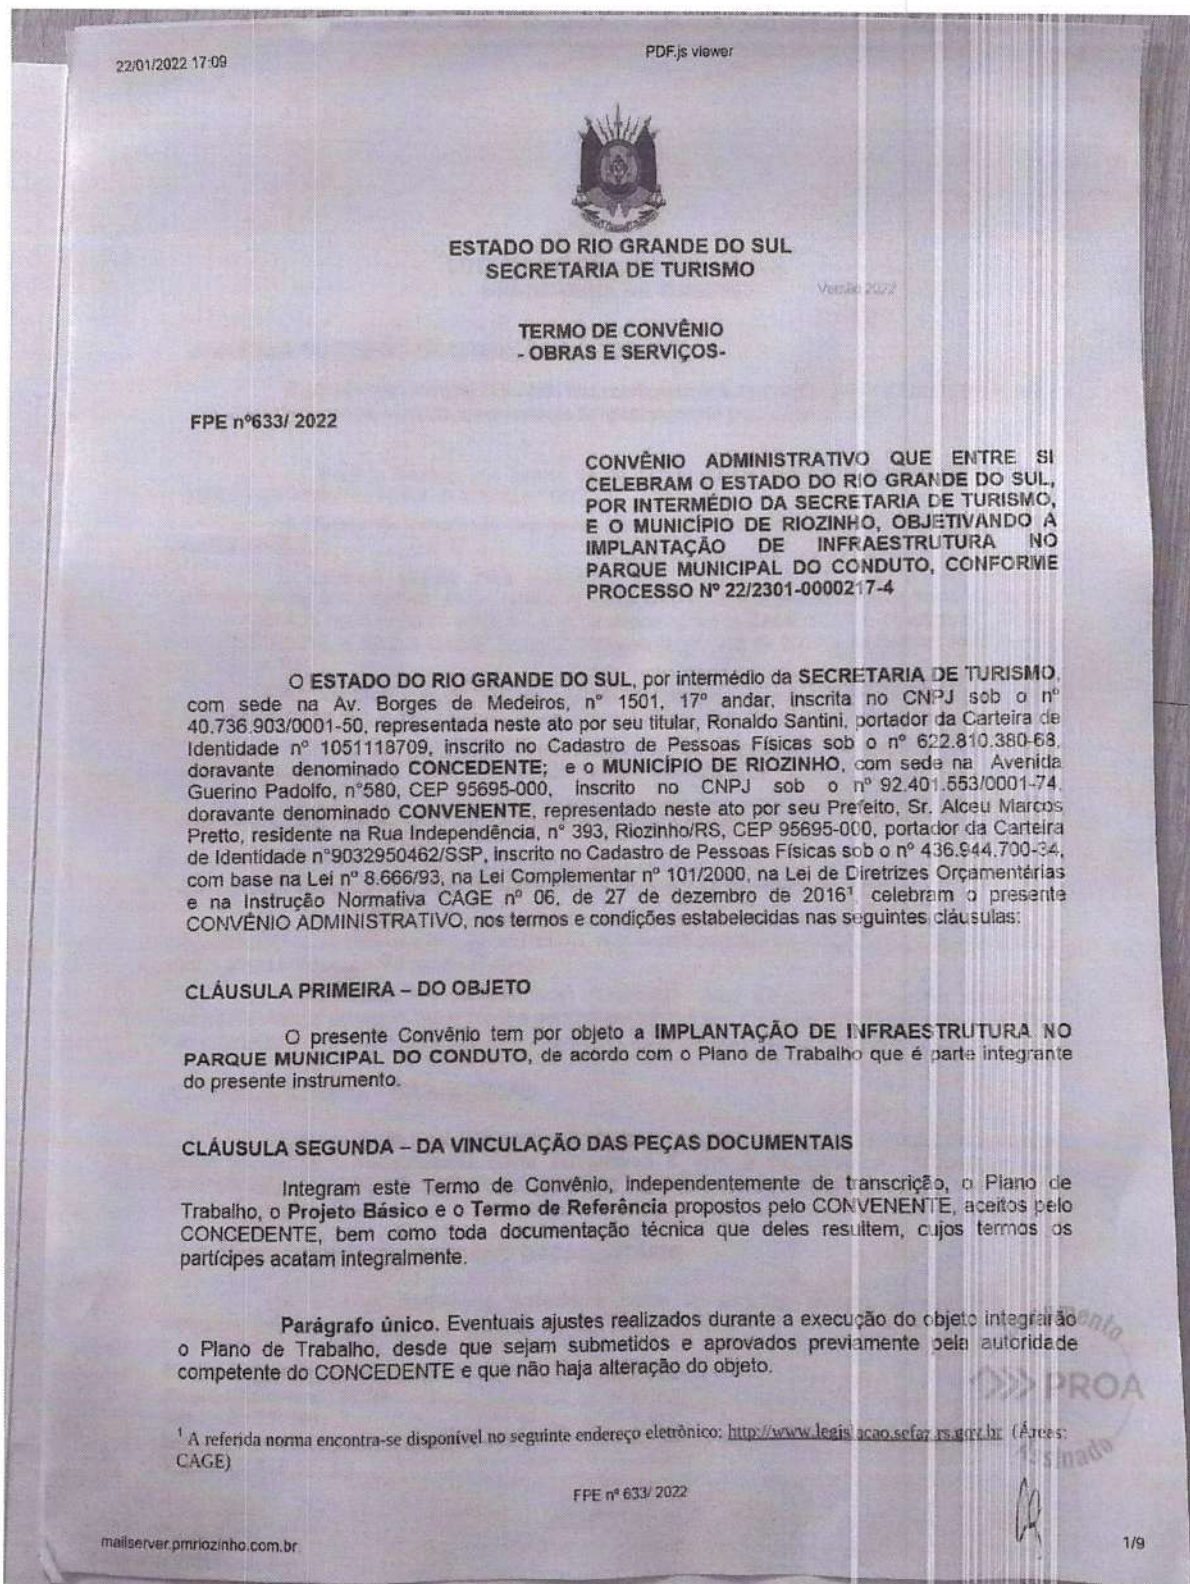 22/01/2022 17:09
PDF.js viewer
ESTADO DO RIO GRANDE DO SUL
SECRETARIA DE TURISMO
Versão 2022
TERMO DE CONVÊNIO
- OBRAS E SERVIÇOS-
FPE nº633/ 2022
CONVÊNIO ADMINISTRATIVO QUE ENTRE SI
CELEBRAM O ESTADO DO RIO GRANDE DO SUL,
POR INTERMÉDIO DA SECRETARIA DE TURISMO,
E O MUNICÍPIO DE RIOZINHO, OBJETIVANDO A
IMPLANTAÇÃO DE INFRAESTRUTURA NO
PARQUE MUNICIPAL DO CONDUTO, CONFORME
PROCESSO Nº 22/2301-0000217-4
O ESTADO DO RIO GRANDE DO SUL, por intermédio da SECRETARIA DE TURISMO,
com sede na Av. Borges de Medeiros, n° 1501, 17º andar, inscrita no CNPJ sob o nº
40.736.903/0001-50, representada neste ato por seu titular, Ronaldo Santini, portador da Carteira de
Identidade nº 1051118709, inscrito no Cadastro de Pessoas Físicas sob o nº 622.810.380-68,
doravante denominado CONCEDENTE; e o MUNICÍPIO DE RIOZINHO, com sede na Avenida
Guerino Padolfo, n°580, CEP 95695-000, inscrito no CNPJ sob o nº 92.401.553/0001-74,
doravante denominado CONVENENTE, representado neste ato por seu Prefeito, Sr. Alceu Marcos
Pretto, residente na Rua Independência, n° 393, Riozinho/RS, CEP 95695-000, portador da Carteira
de Identidade n°9032950462/SSP, inscrito no Cadastro de Pessoas Físicas sob o nº 436.944.700-34,
com base na Lei nº 8.666/93, na Lei Complementar nº 101/2000, na Lei de Diretrizes Orçamentárias
e na Instrução Normativa CAGE nº 06, de 27 de dezembro de 2016¹ celebram o presente
CONVÊNIO ADMINISTRATIVO, nos termos e condições estabelecidas nas seguintes cláusulas:
CLÁUSULA PRIMEIRA – DO OBJETO
O presente Convênio tem por objeto a IMPLANTAÇÃO DE INFRAESTRUTURA NO
PARQUE MUNICIPAL DO CONDUTO, de acordo com o Plano de Trabalho que é parte integrante
do presente instrumento.
CLÁUSULA SEGUNDA – DA VINCULAÇÃO DAS PEÇAS DOCUMENTAIS
Integram este Termo de Convênio, independentemente de transcrição, o Plano de
Trabalho, o Projeto Básico e o Termo de Referência propostos pelo CONVENENTE, aceitos pelo
CONCEDENTE, bem como toda documentação técnica que deles resultem, cujos termos os
partícipes acatam integralmente.
Parágrafo único. Eventuais ajustes realizados durante a execução do objeto integrarão
o Plano de Trabalho, desde que sejam submetidos e aprovados previamente pela autoridade
competente do CONCEDENTE e que não haja alteração do objeto.
PROA
Assinado
¹ A referida norma encontra-se disponível no seguinte endereço eletrônico: http://www.legislacao.sefaz.rs.gov.br (Áreas:
CAGE)
FPE nº 633/ 2022
mailserver.pmriozinho.com.br
1/9